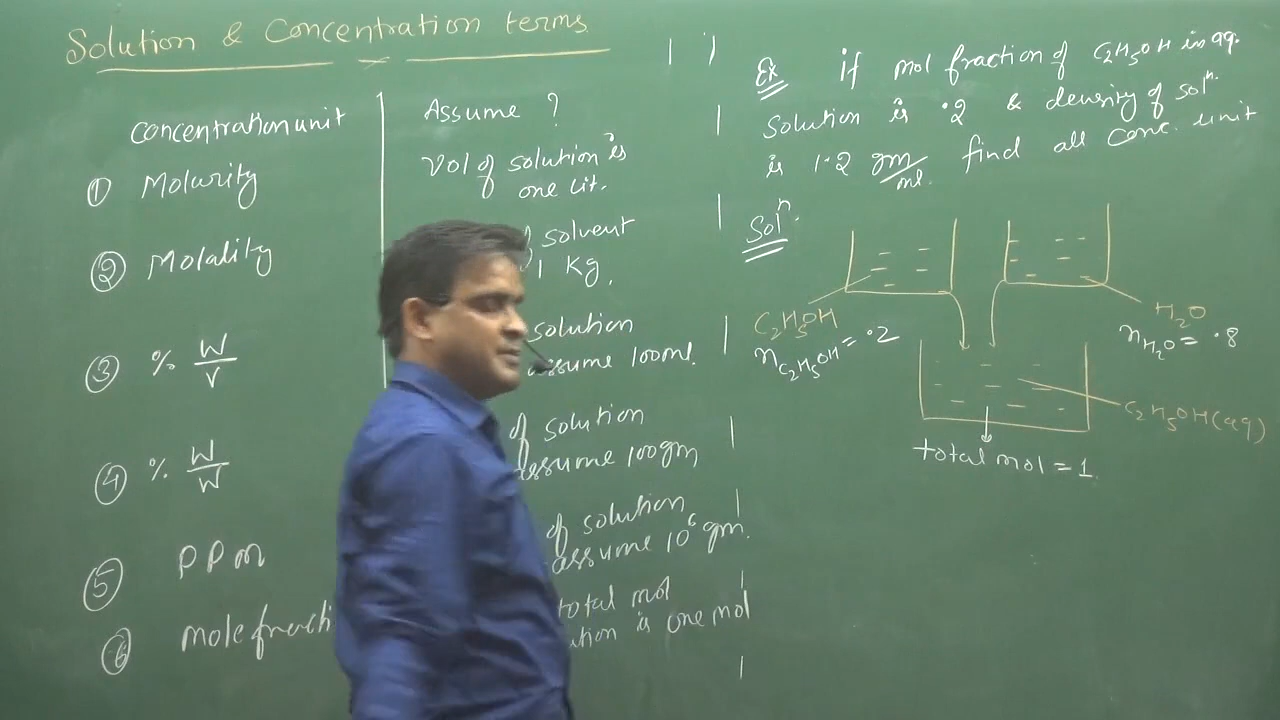 Solution & Concentration terms
Concentration unit
① Molarity
② Molality
③ % W/V
④ % W/W
⑤ PPM
⑥ Mole fracti
Assume ?
Vol of solution is
one Lit.
solvent
1 Kg.
solution
assume 100ml.
of solution
assume 100gm
of solution
assume 10⁶ gm.
total mol
is one mol
Ex If mol fraction of C₂H₅OH in aq.
Solution is .2 & density of solⁿ.
is 1.2 gm/ml. find all Conc. unit
Solⁿ.
C₂H₅OH
n C₂H₅OH = .2
H₂O
n H₂O = .8
C₂H₅OH(aq)
total mol = 1